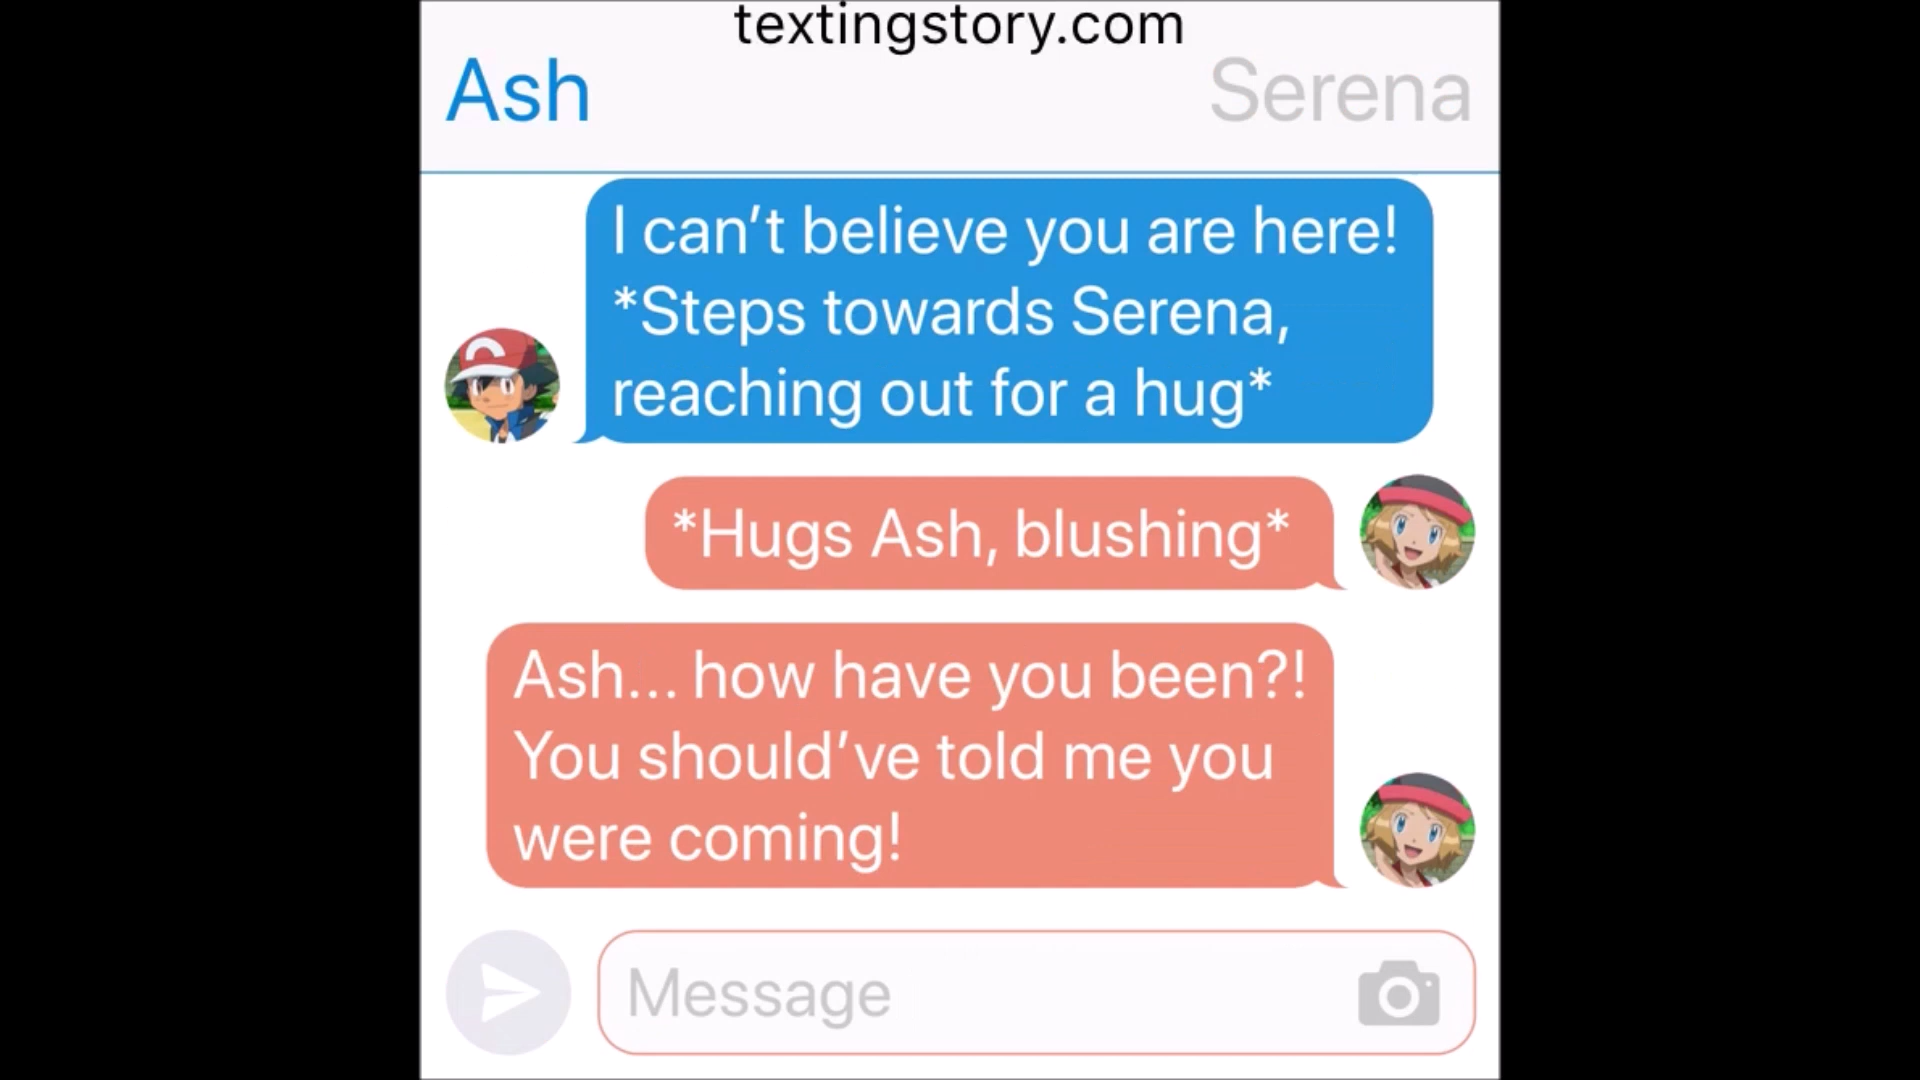 textingstory.com
Ash
Serena
I can’t believe you are here!
*Steps towards Serena,
reaching out for a hug*
*Hugs Ash, blushing*
Ash... how have you been?!
You should’ve told me you
were coming!
Message